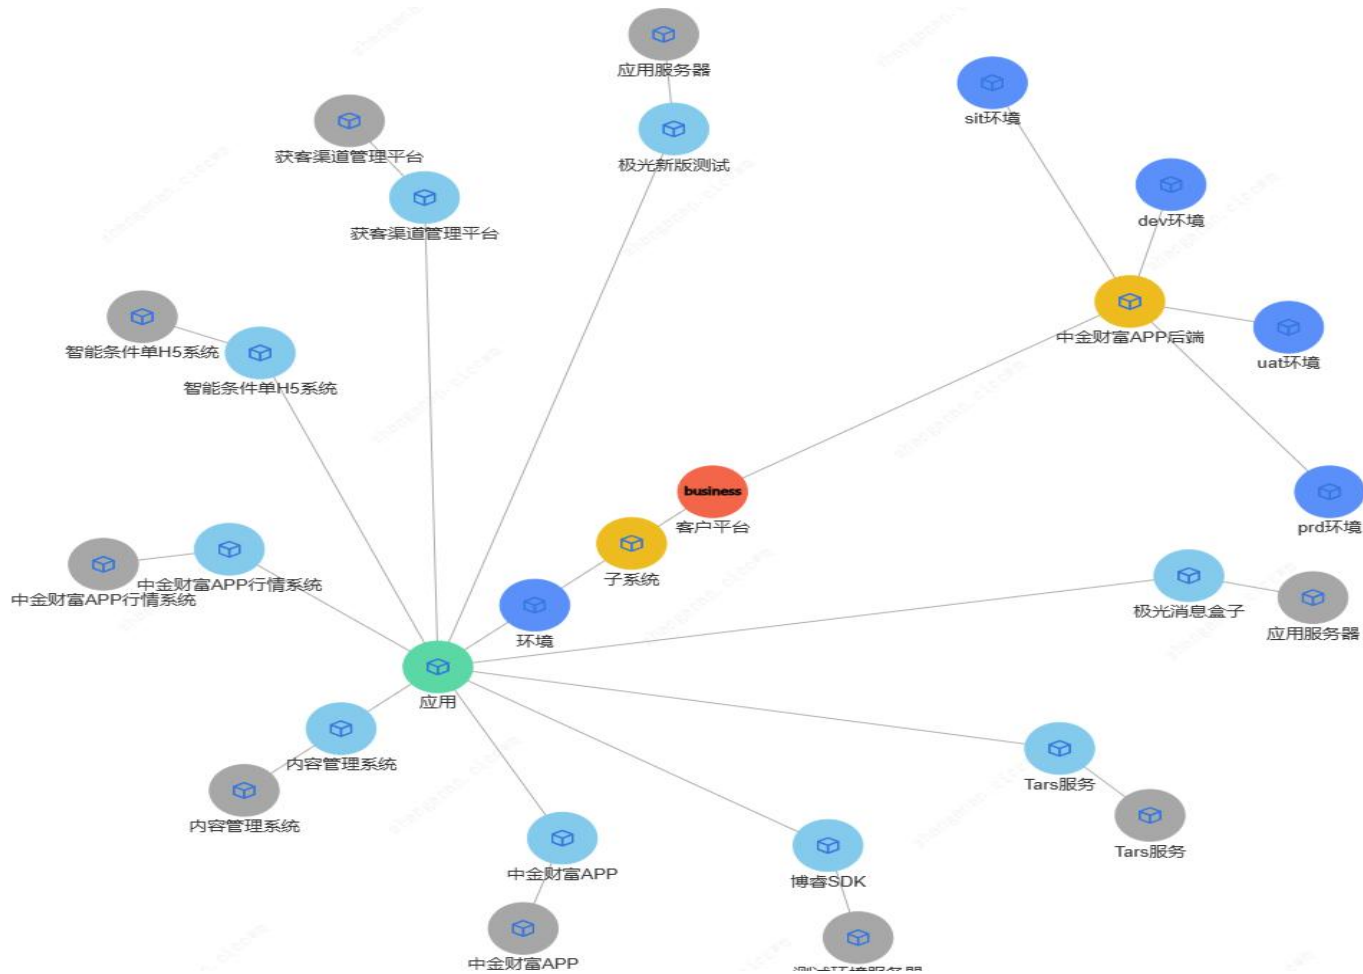 应用服务器
sit环境
获客渠道管理平台
极光新版测试
dev环境
获客渠道管理平台
中金财富APP后端
智能条件单H5系统
uat环境
智能条件单H5系统
business
客户平台
prd环境
子系统
中金财富APP行情系统
中金财富APP行情系统
极光消息盒子
应用服务器
环境
应用
内容管理系统
Tars服务
内容管理系统
Tars服务
中金财富APP
博睿SDK
中金财富APP
测试环境服务器